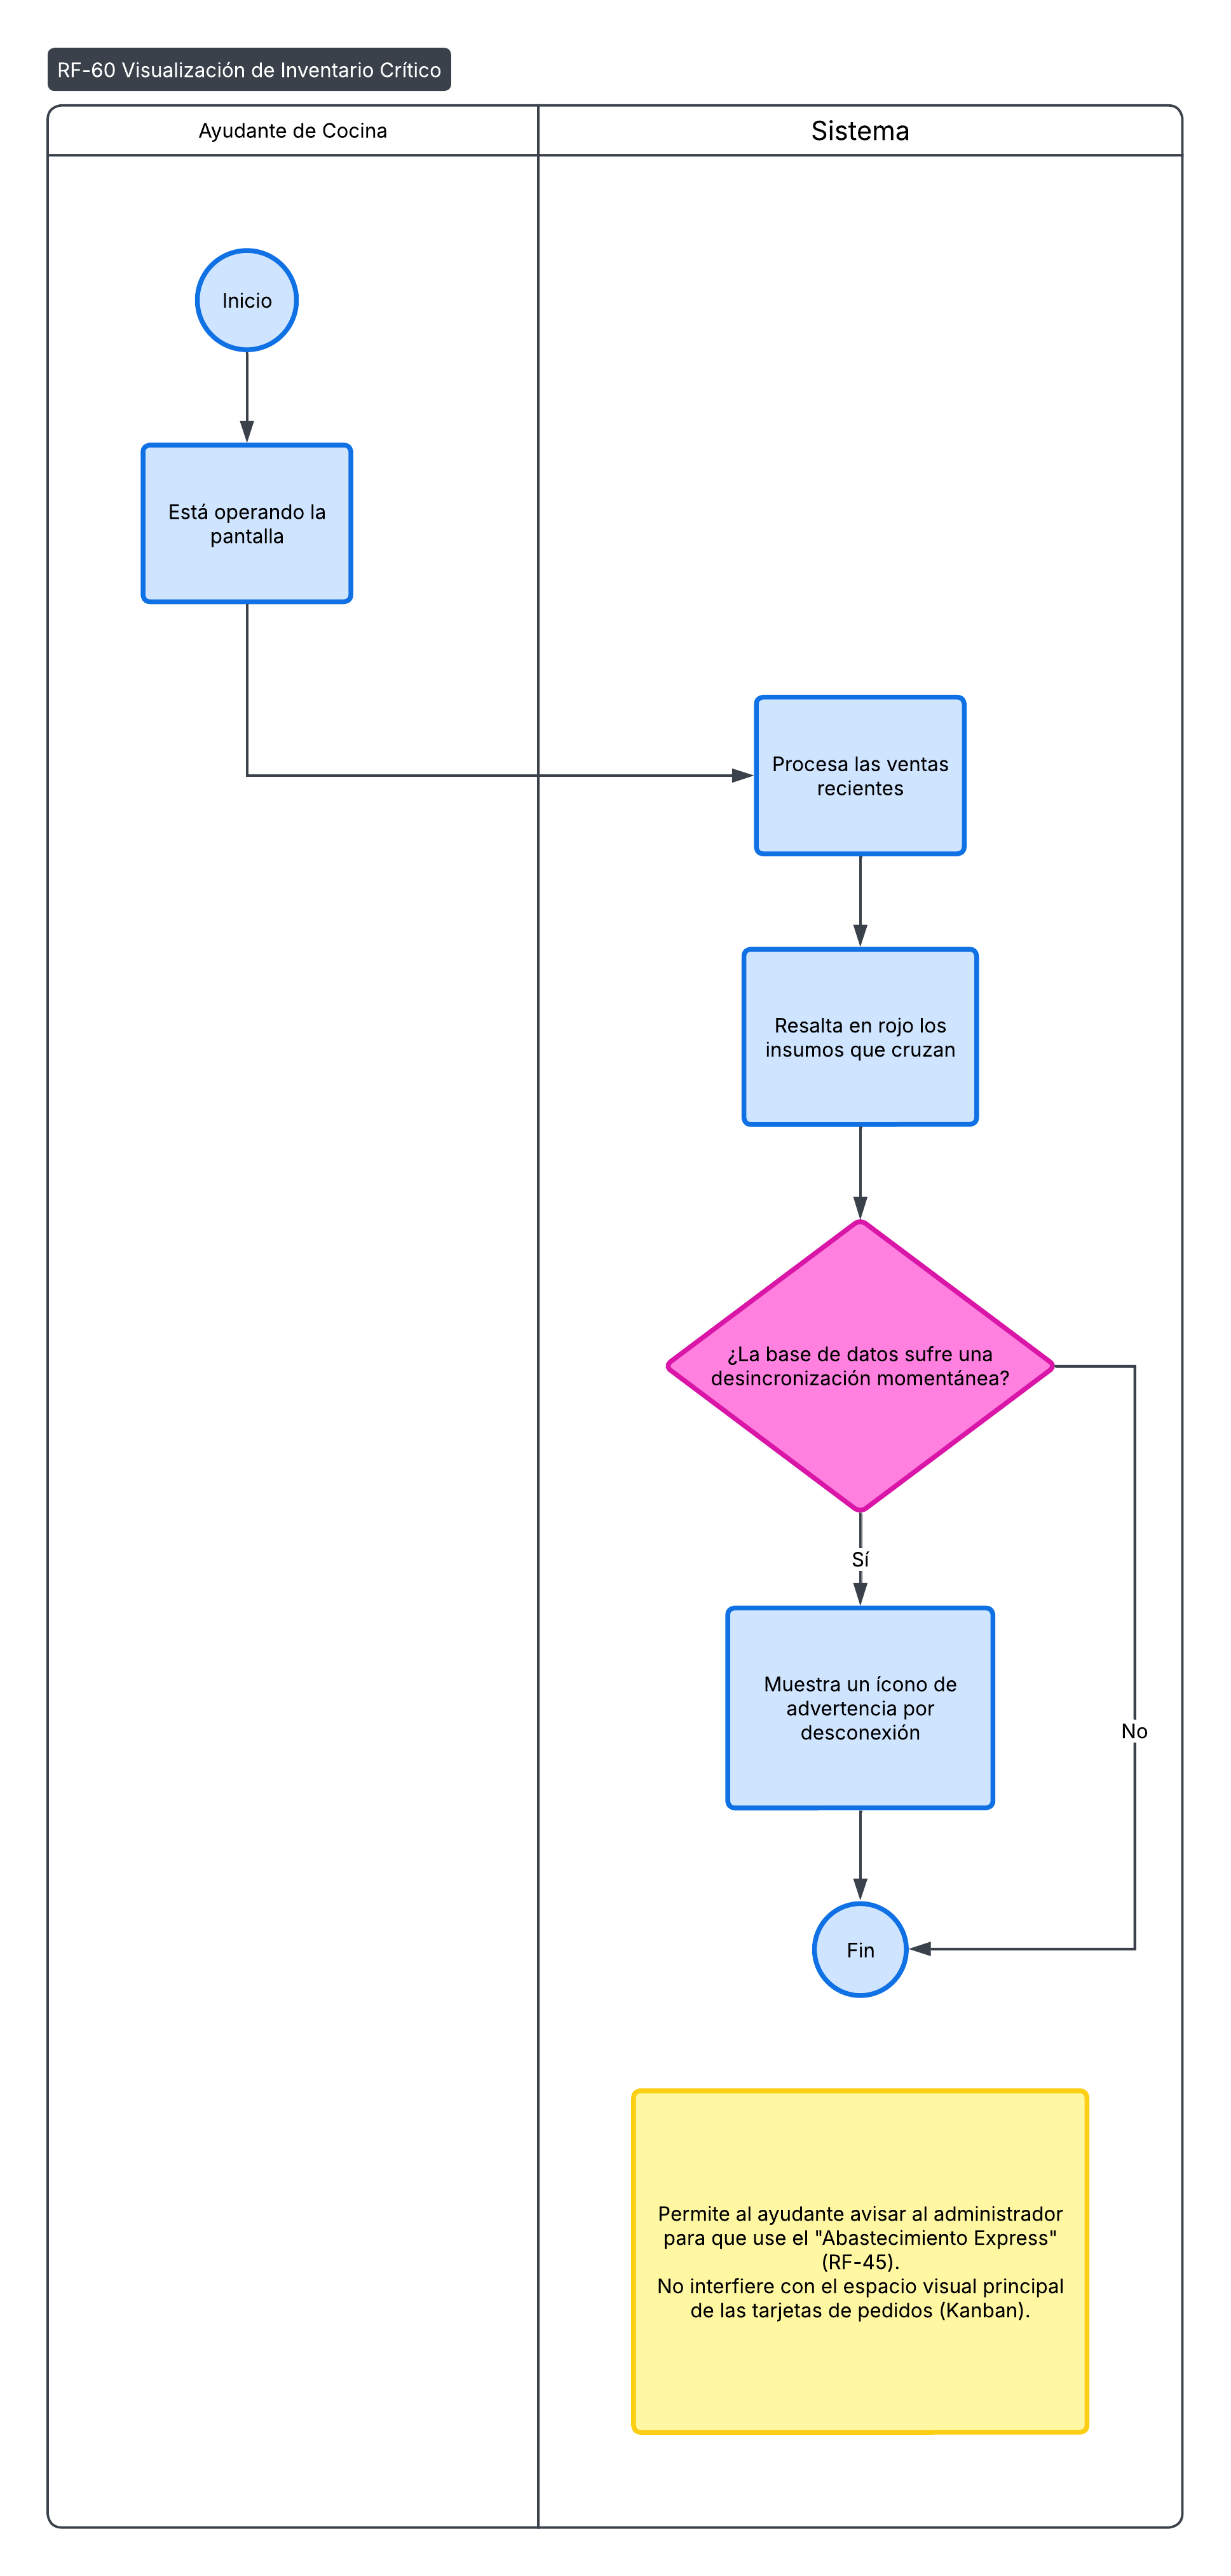 RF-60 Visualización de Inventario Crítico
Ayudante de Cocina
Sistema
Inicio
Está operando la
pantalla
Procesa las ventas
recientes
Resalta en rojo los
insumos que cruzan
¿La base de datos sufre una
desincronización momentánea?
Sí
Muestra un ícono de
advertencia por
desconexión
No
Fin
Permite al ayudante avisar al administrador
para que use el "Abastecimiento Express"
(RF-45).
No interfiere con el espacio visual principal
de las tarjetas de pedidos (Kanban).